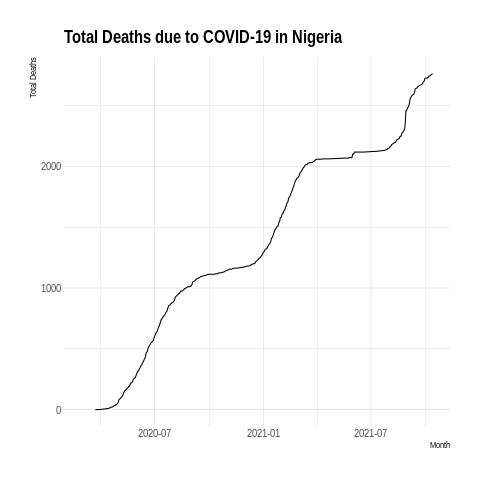 Total Deaths due to COVID-19 in Nigeria
Total Deaths
2000
1000
0
2020-07
2021-01
2021-07
Month